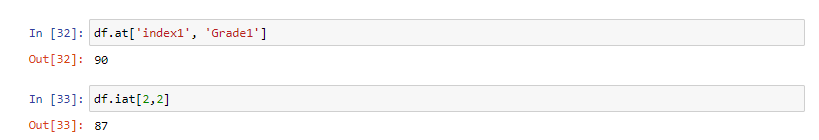 In [32]: df.at['index1', 'Grade1']
Out[32]: 90
In [33]: df.iat[2,2]
Out[33]: 87